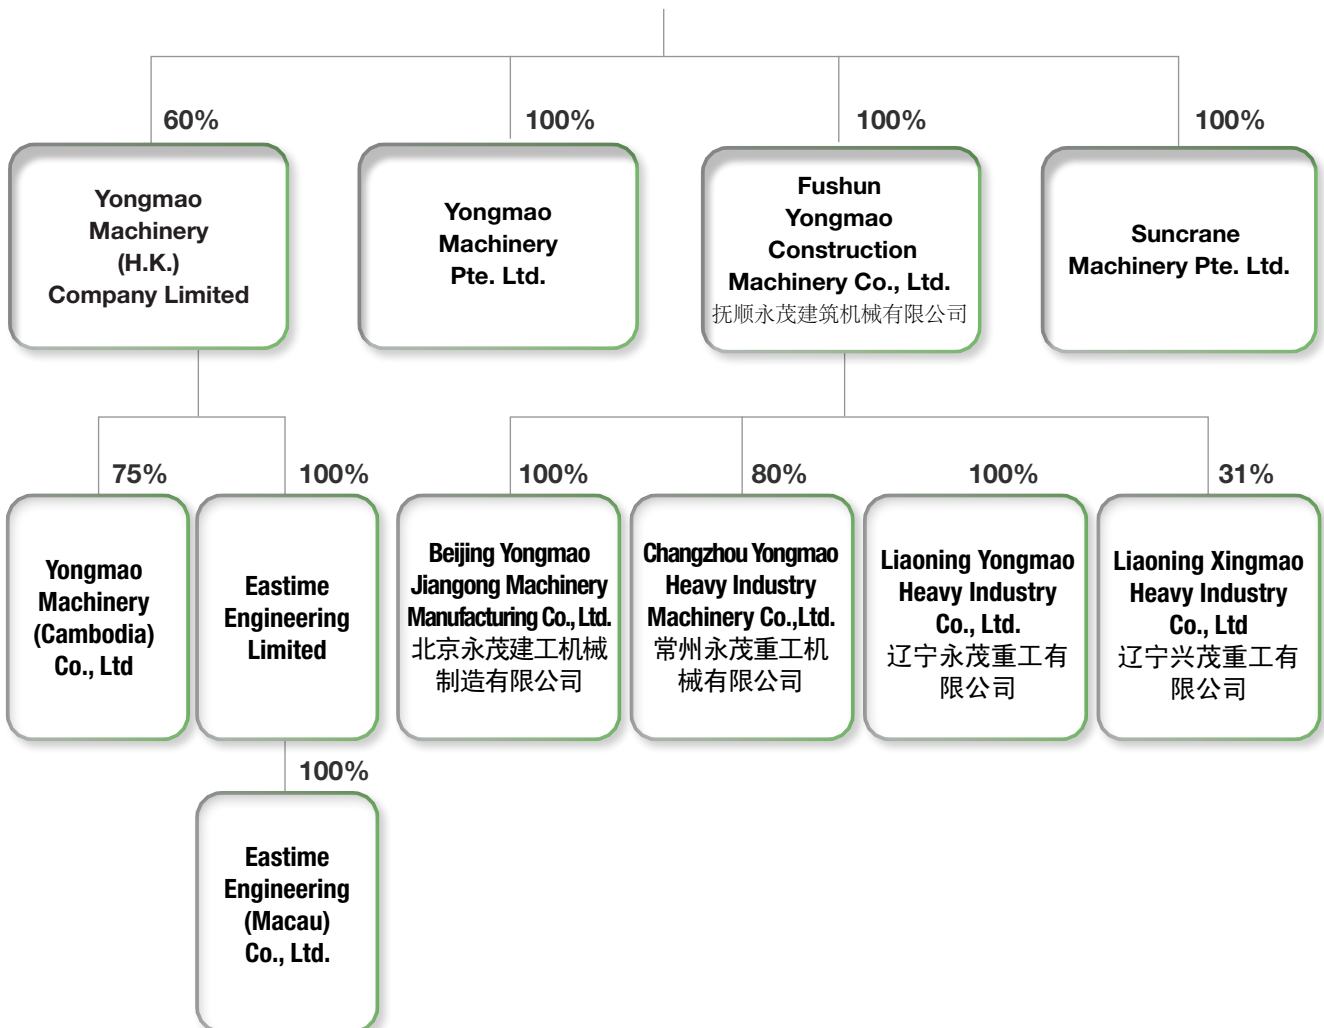 60%
100%
100%
100%
Yongmao
Machinery
(H.K.)
Company Limited
Yongmao
Machinery
Pte. Ltd.
Fushun
Yongmao
Construction
Machinery Co., Ltd.
抚顺永茂建筑机械有限公司
Suncrane
Machinery Pte. Ltd.
75%
100%
100%
80%
100%
31%
Yongmao
Machinery
(Cambodia)
Co., Ltd
Eastime
Engineering
Limited
Beijing Yongmao
Jiangong Machinery
Manufacturing Co., Ltd.
北京永茂建工机械
制造有限公司
Changzhou Yongmao
Heavy Industry
Machinery Co.,Ltd.
常州永茂重工机
械有限公司
Liaoning Yongmao
Heavy Industry
Co., Ltd.
辽宁永茂重工有
限公司
Liaoning Xingmao
Heavy Industry
Co., Ltd
辽宁兴茂重工有
限公司
100%
Eastime
Engineering
(Macau)
Co., Ltd.